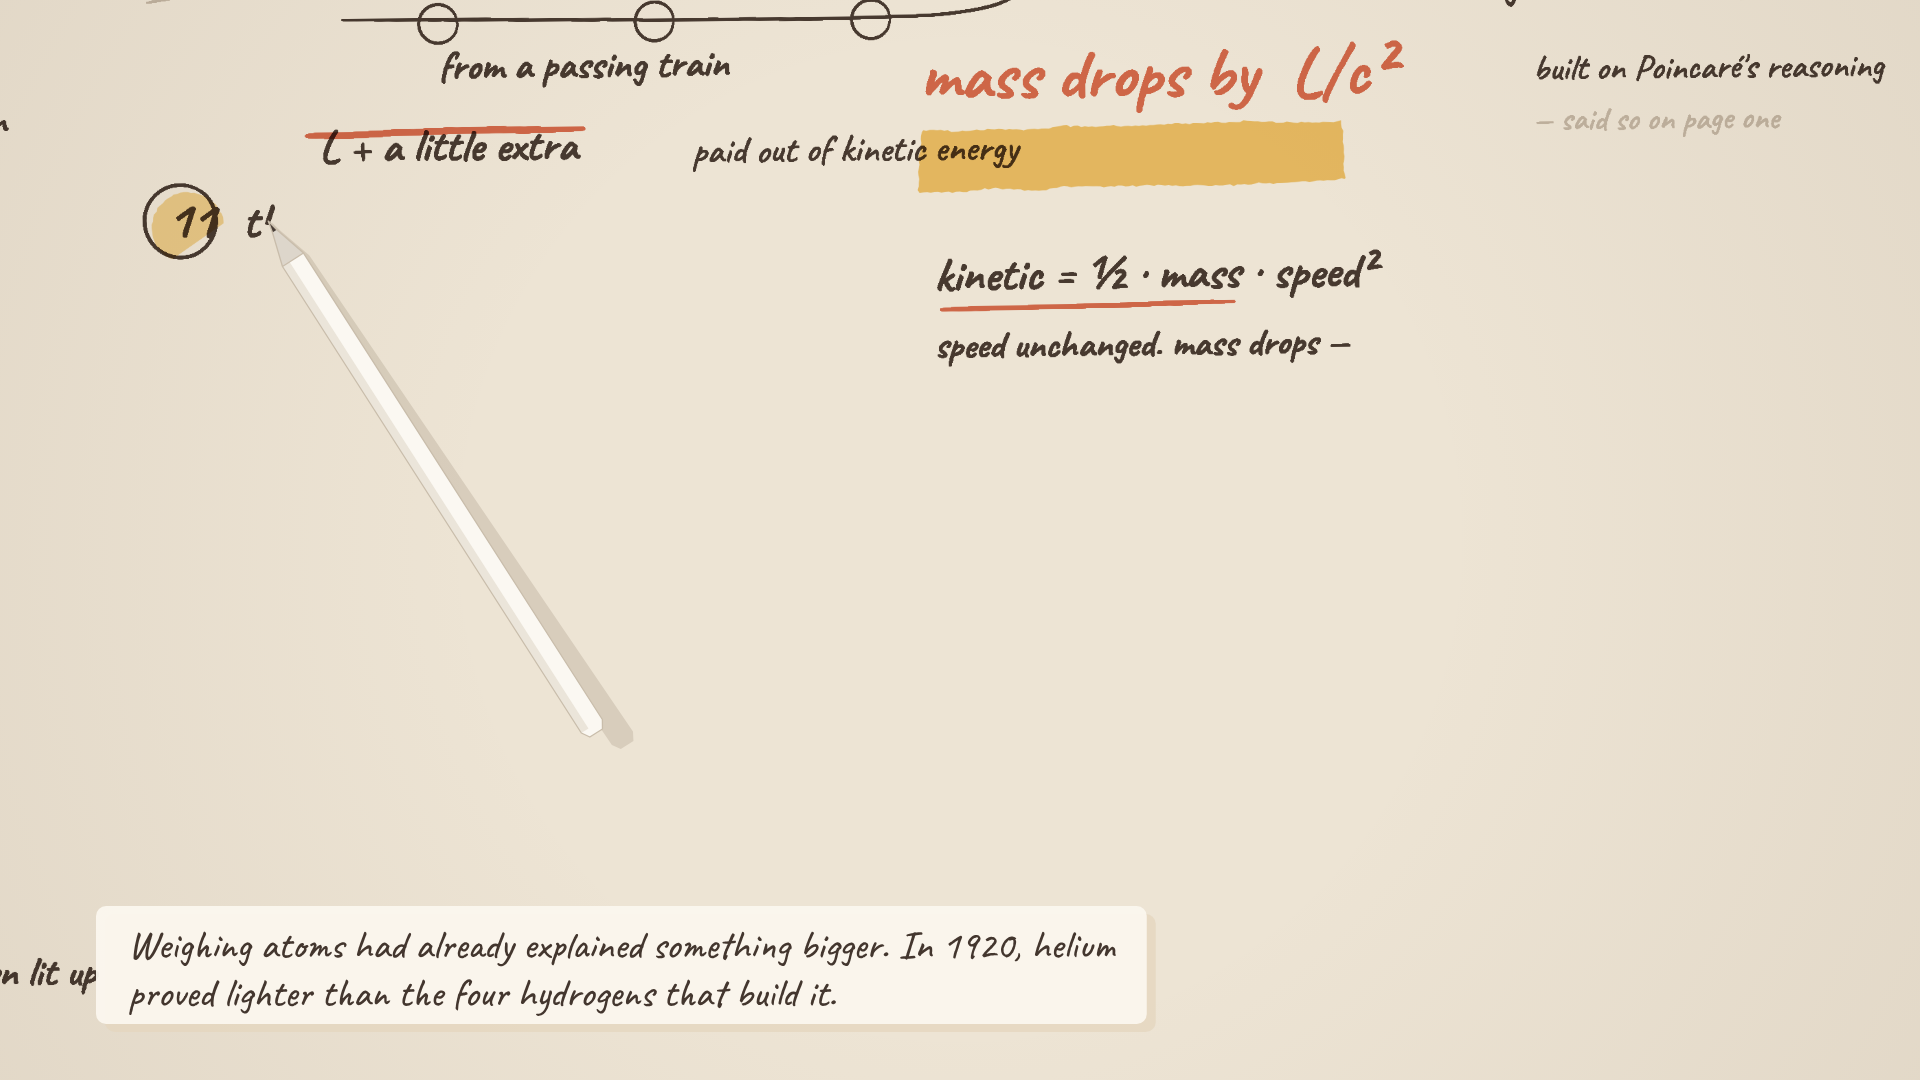 from a passing train
L + a little extra
paid out of kinetic energy
mass drops by L/c²
kinetic = ½ · mass · speed²
speed unchanged. mass drops —
built on Poincaré's reasoning
— said so on page one
11
lit up
Weighing atoms had already explained something bigger. In 1920, helium
proved lighter than the four hydrogens that build it.